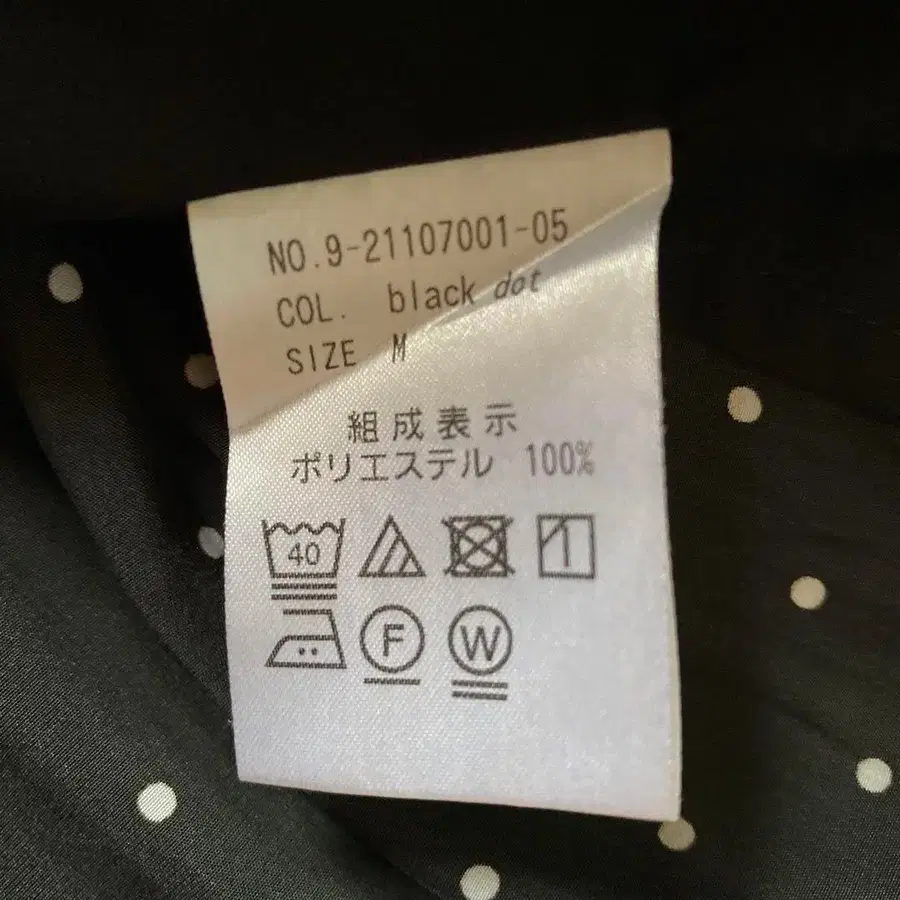 NO.9-21107001-05
COL. black dot
SIZE M
組成表示
ポリエステル 100%
40
F W